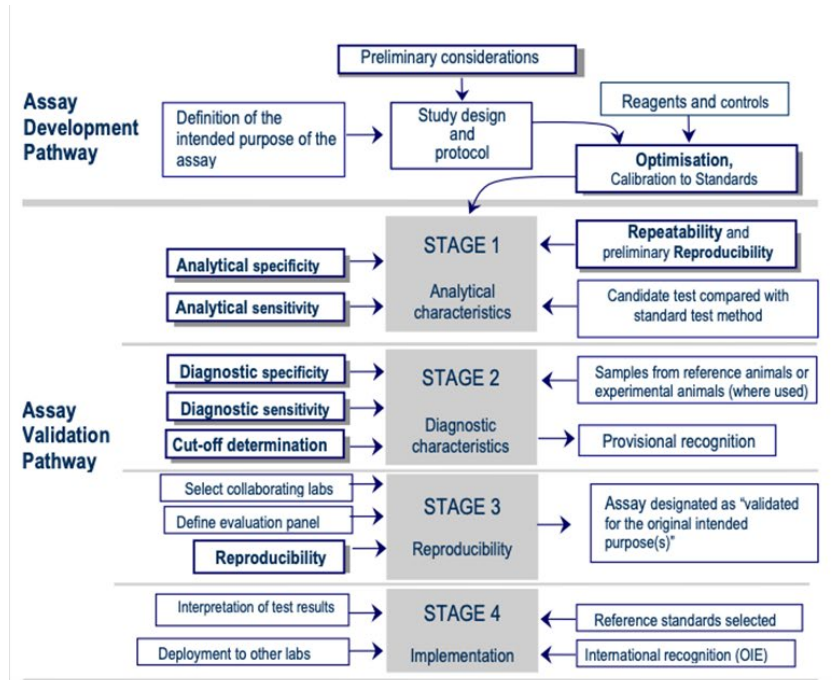 Preliminary considerations
Assay
Development
Pathway
Definition of the
intended purpose of the
assay
Study design
and
protocol
Reagents and controls
Optimisation,
Calibration to Standards
Assay
Validation
Pathway
STAGE 1
Analytical
characteristics
Analytical specificity
Analytical sensitivity
Repeatability and
preliminary Reproducibility
Candidate test compared with
standard test method
STAGE 2
Diagnostic
characteristics
Diagnostic specificity
Diagnostic sensitivity
Cut-off determination
Samples from reference animals or
experimental animals (where used)
Provisional recognition
STAGE 3
Reproducibility
Select collaborating labs
Define evaluation panel
Reproducibility
Assay designated as “validated
for the original intended
purpose(s)”
STAGE 4
Implementation
Interpretation of test results
Deployment to other labs
Reference standards selected
International recognition (OIE)